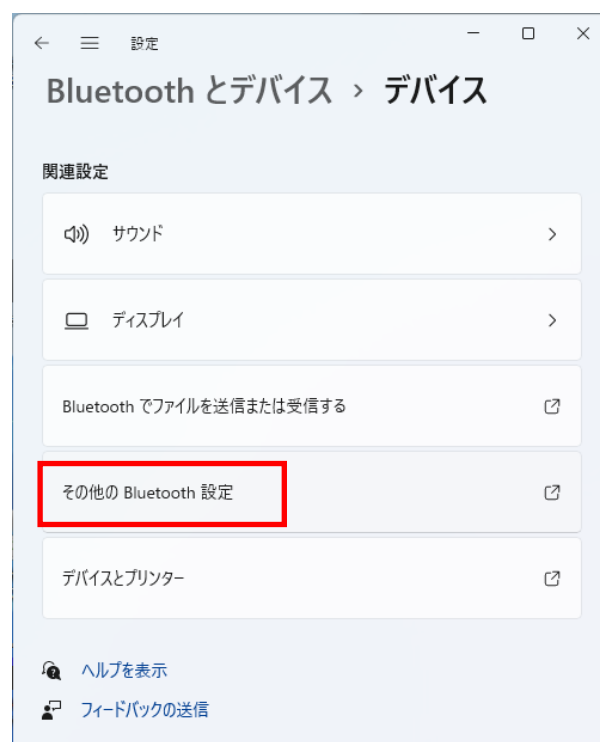 設定
Bluetooth とデバイス › デバイス
関連設定
サウンド
ディスプレイ
Bluetooth でファイルを送信または受信する
その他の Bluetooth 設定
デバイスとプリンター
ヘルプを表示
フィードバックの送信